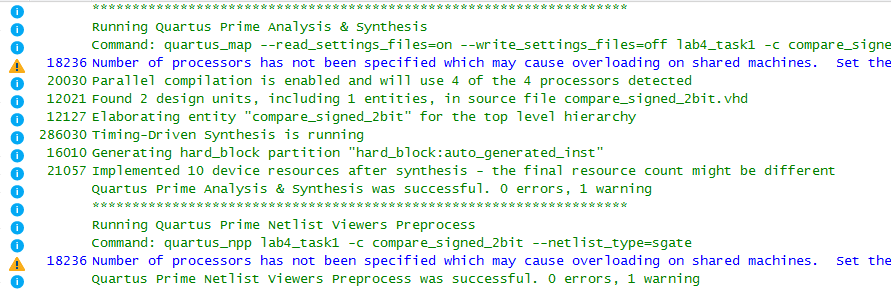 *******************************************************************
Running Quartus Prime Analysis & Synthesis
Command: quartus_map --read_settings_files=on --write_settings_files=off lab4_task1 -c compare_signed
18236 Number of processors has not been specified which may cause overloading on shared machines.  Set the
20030 Parallel compilation is enabled and will use 4 of the 4 processors detected
12021 Found 2 design units, including 1 entities, in source file compare_signed_2bit.vhd
12127 Elaborating entity "compare_signed_2bit" for the top level hierarchy
286030 Timing-Driven Synthesis is running
16010 Generating hard_block partition "hard_block:auto_generated_inst"
21057 Implemented 10 device resources after synthesis - the final resource count might be different
Quartus Prime Analysis & Synthesis was successful. 0 errors, 1 warning
*******************************************************************
Running Quartus Prime Netlist Viewers Preprocess
Command: quartus_npp lab4_task1 -c compare_signed_2bit --netlist_type=sgate
18236 Number of processors has not been specified which may cause overloading on shared machines.  Set the
Quartus Prime Netlist Viewers Preprocess was successful. 0 errors, 1 warning